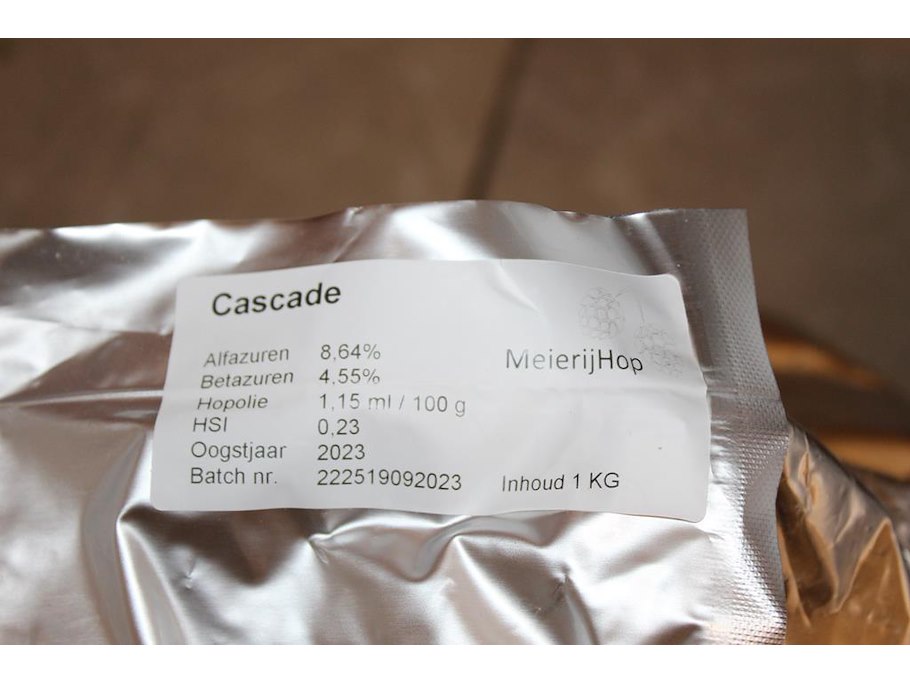 Cascade
Alfazuren 8,64%
Betazuren 4,55%
MeierijHop
Hopolie 1,15 ml / 100 g
HSI 0,23
Oogstjaar 2023
Batch nr. 222519092023 Inhoud 1 KG